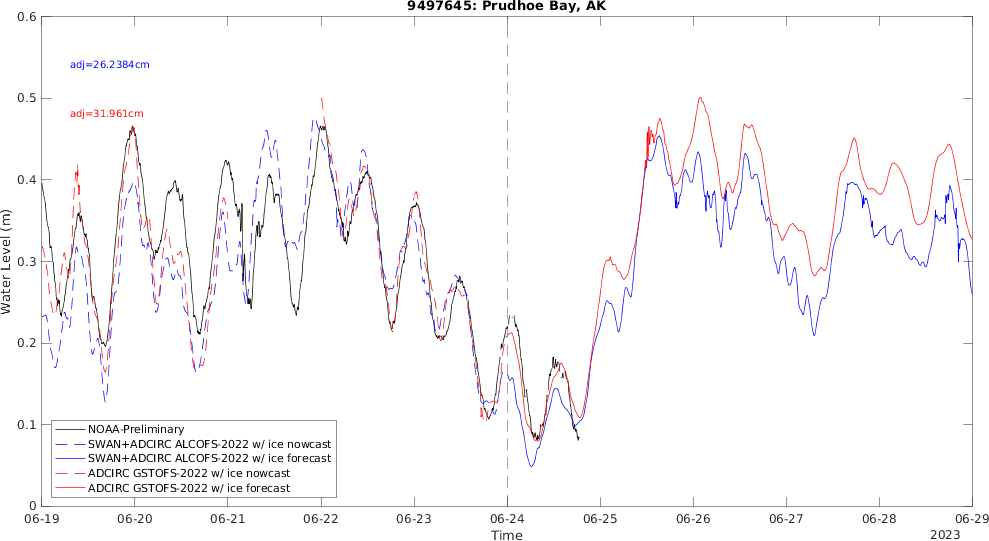 9497645: Prudhoe Bay, AK
0.6
adj=26.2384cm
0.5
adj=31.961cm
0.4
0.3
0.2
0.1
0
Water Level (m)
NOAA-Preliminary
SWAN+ADCIRC ALCOFS-2022 w/ ice nowcast
SWAN+ADCIRC ALCOFS-2022 w/ ice forecast
ADCIRC GSTOFS-2022 w/ ice nowcast
ADCIRC GSTOFS-2022 w/ ice forecast
06-19 06-20 06-21 06-22 06-23 06-24 06-25 06-26 06-27 06-28 06-29
Time
2023